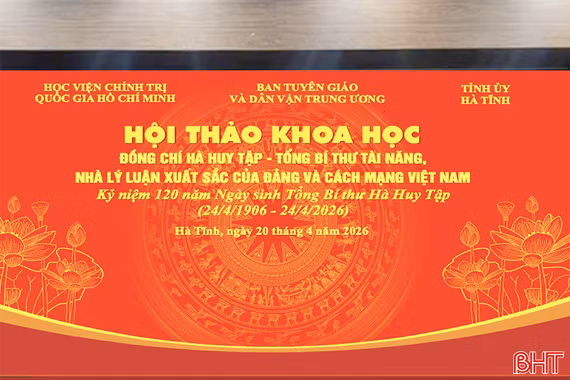 HỌC VIỆN CHÍNH TRỊ
QUỐC GIA HỒ CHÍ MINH
BAN TUYÊN GIÁO
VÀ DÂN VẬN TRUNG ƯƠNG
TỈNH ỦY
HÀ TĨNH
HỘI THẢO KHOA HỌC
ĐỒNG CHÍ HÀ HUY TẬP - TỔNG BÍ THƯ TÀI NĂNG,
NHÀ LÝ LUẬN XUẤT SẮC CỦA ĐẢNG VÀ CÁCH MẠNG VIỆT NAM
Kỷ niệm 120 năm Ngày sinh Tổng Bí thư Hà Huy Tập
(24/4/1906 - 24/4/2026)
Hà Tĩnh, ngày 20 tháng 4 năm 2026
BHT